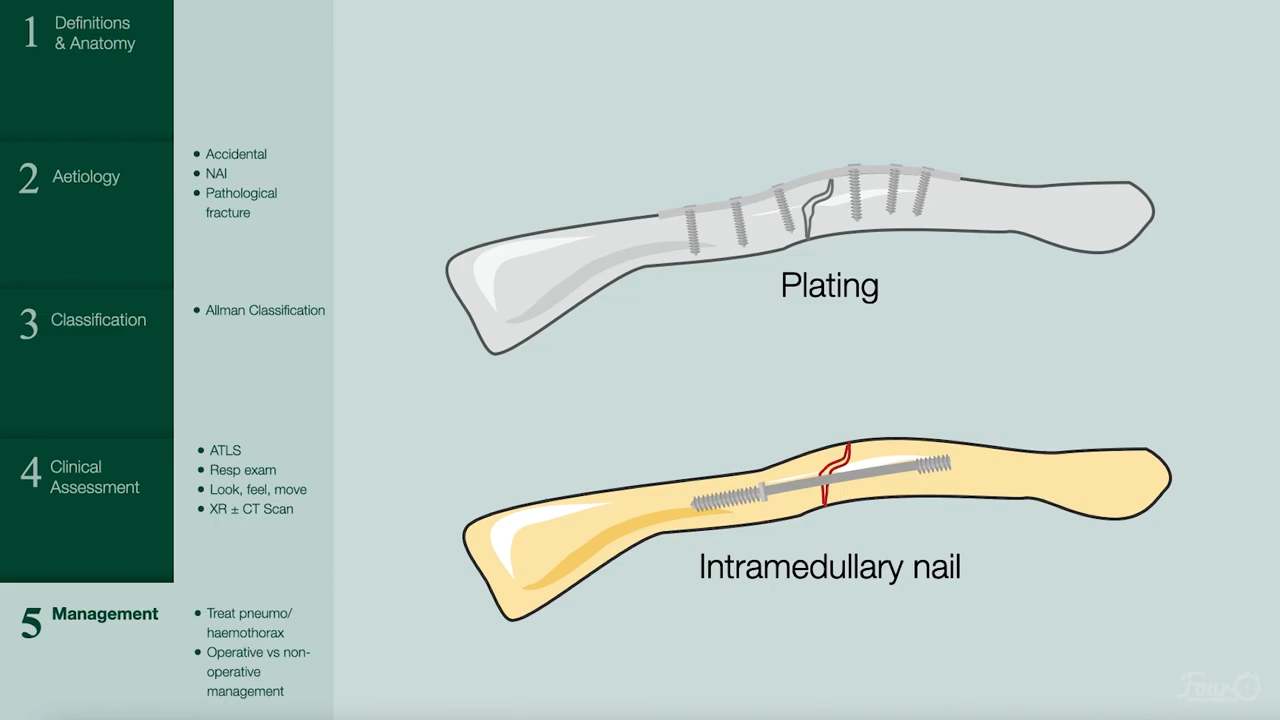 1 Definitions
& Anatomy
2 Aetiology
• Accidental
• NAI
• Pathological
fracture
3 Classification
• Allman Classification
4 Clinical
Assessment
• ATLS
• Resp exam
• Look, feel, move
• XR ± CT Scan
5 Management
• Treat pneumo/
haemothorax
• Operative vs non-
operative
management
Plating
Intramedullary nail
Four